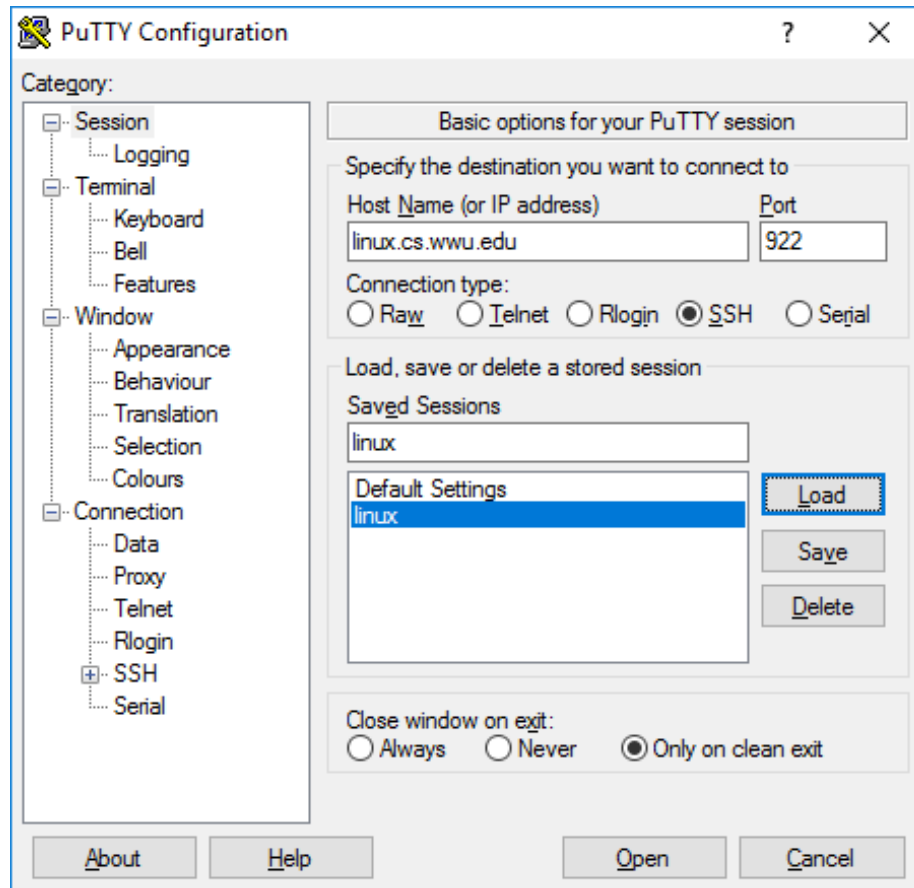 PuTTY Configuration ? ×
Category:
Session
Logging
Terminal
Keyboard
Bell
Features
Window
Appearance
Behaviour
Translation
Selection
Colours
Connection
Data
Proxy
Telnet
Rlogin
SSH
Serial
Basic options for your PuTTY session
Specify the destination you want to connect to
Host Name (or IP address) Port
linux.cs.wwu.edu 922
Connection type:
Raw Telnet Rlogin SSH Serial
Load, save or delete a stored session
Saved Sessions
linux
Default Settings
linux
Load
Save
Delete
Close window on exit:
Always Never Only on clean exit
About Help Open Cancel